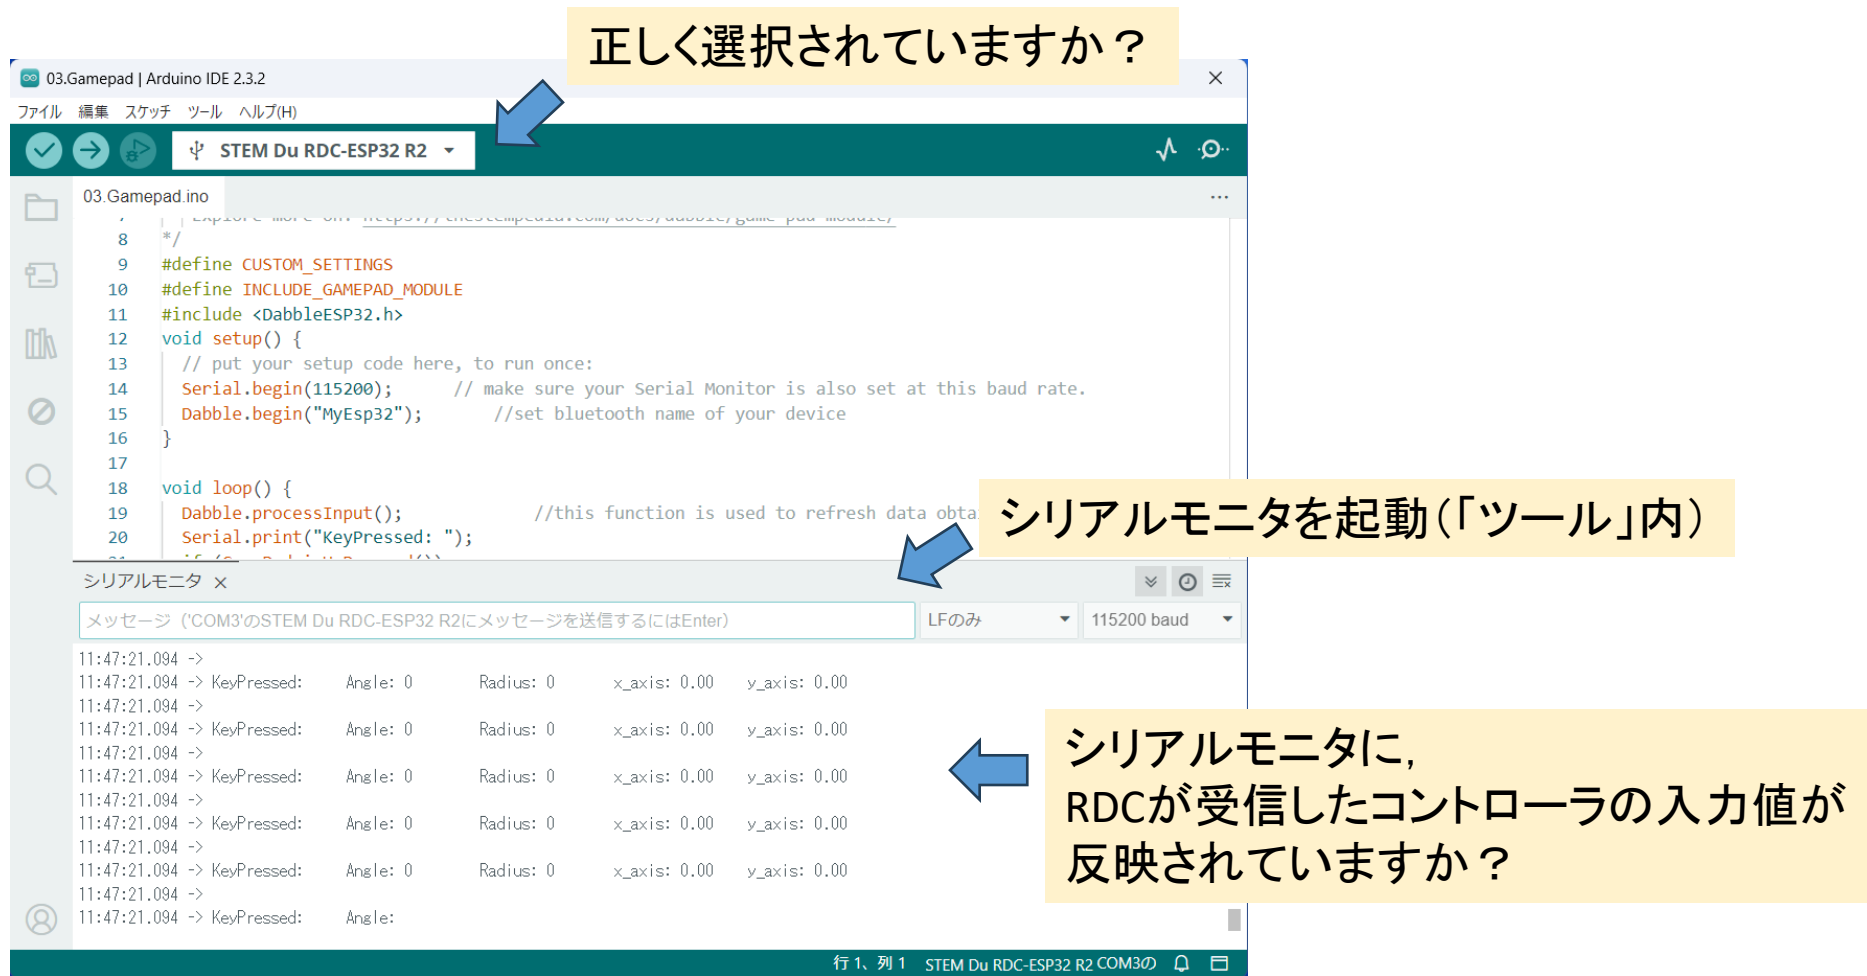 正しく選択されていますか？
03.Gamepad | Arduino IDE 2.3.2
ファイル 編集 スケッチ ツール ヘルプ(H)
STEM Du RDC-ESP32 R2
03.Gamepad.ino
7 Explore more on: https://thestempedia.com/docs/dabble/game-pad-module/
8 */
9 #define CUSTOM_SETTINGS
10 #define INCLUDE_GAMEPAD_MODULE
11 #include <DabbleESP32.h>
12 void setup() {
13 // put your setup code here, to run once:
14 Serial.begin(115200); // make sure your Serial Monitor is also set at this baud rate.
15 Dabble.begin("MyEsp32"); //set bluetooth name of your device
16 }
17
18 void loop() {
19 Dabble.processInput(); //this function is used to refresh data obtai
20 Serial.print("KeyPressed: ");
シリアルモニタを起動（「ツール」内）
シリアルモニタ
メッセージ（'COM3'のSTEM Du RDC-ESP32 R2にメッセージを送信するにはEnter） LFのみ 115200 baud
11:47:21.094 ->
11:47:21.094 -> KeyPressed: Angle: 0 Radius: 0 x_axis: 0.00 y_axis: 0.00
11:47:21.094 ->
11:47:21.094 -> KeyPressed: Angle: 0 Radius: 0 x_axis: 0.00 y_axis: 0.00
11:47:21.094 ->
11:47:21.094 -> KeyPressed: Angle: 0 Radius: 0 x_axis: 0.00 y_axis: 0.00
11:47:21.094 ->
11:47:21.094 -> KeyPressed: Angle: 0 Radius: 0 x_axis: 0.00 y_axis: 0.00
11:47:21.094 ->
11:47:21.094 -> KeyPressed: Angle: 0 Radius: 0 x_axis: 0.00 y_axis: 0.00
11:47:21.094 ->
11:47:21.094 -> KeyPressed: Angle:
シリアルモニタに，
RDCが受信したコントローラの入力値が
反映されていますか？
行 1、列 1 STEM Du RDC-ESP32 R2 COM3の